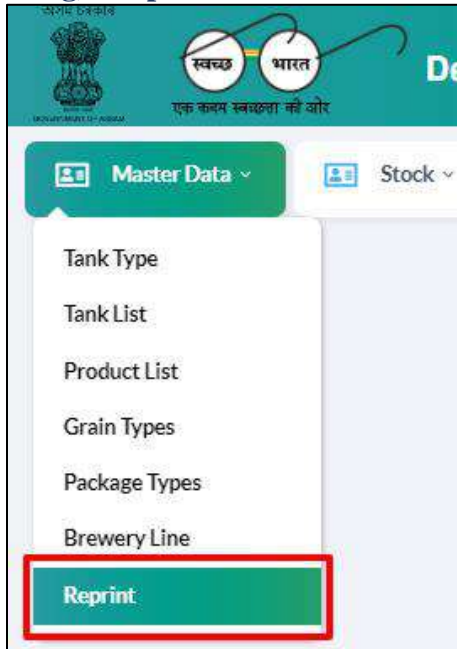 স্বच्छ भारत
De
एक कदम स्वच्छता की ओर
Master Data
Stock
Tank Type
Tank List
Product List
Grain Types
Package Types
Brewery Line
Reprint